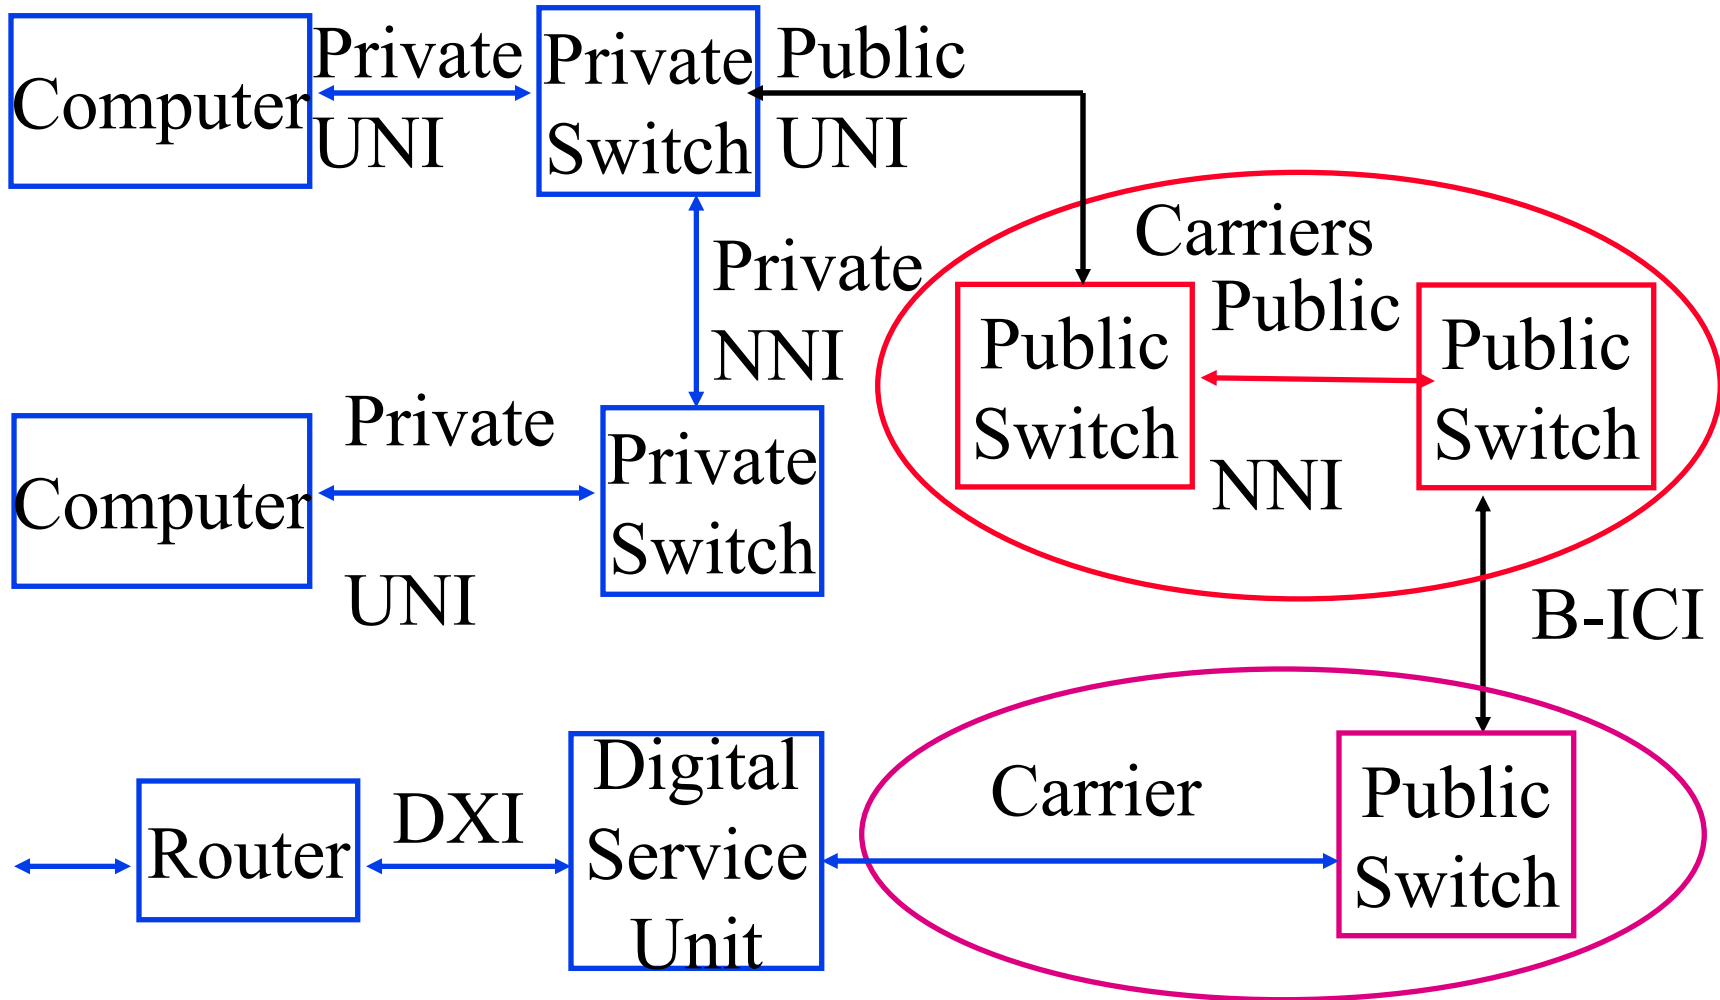 Computer
Private
UNI
Private
Switch
Public
UNI
Private
NNI
Carriers
Public
Switch
Public
NNI
Public
Switch
Computer
Private
UNI
Private
Switch
B-ICI
Router
DXI
Digital
Service
Unit
Carrier
Public
Switch